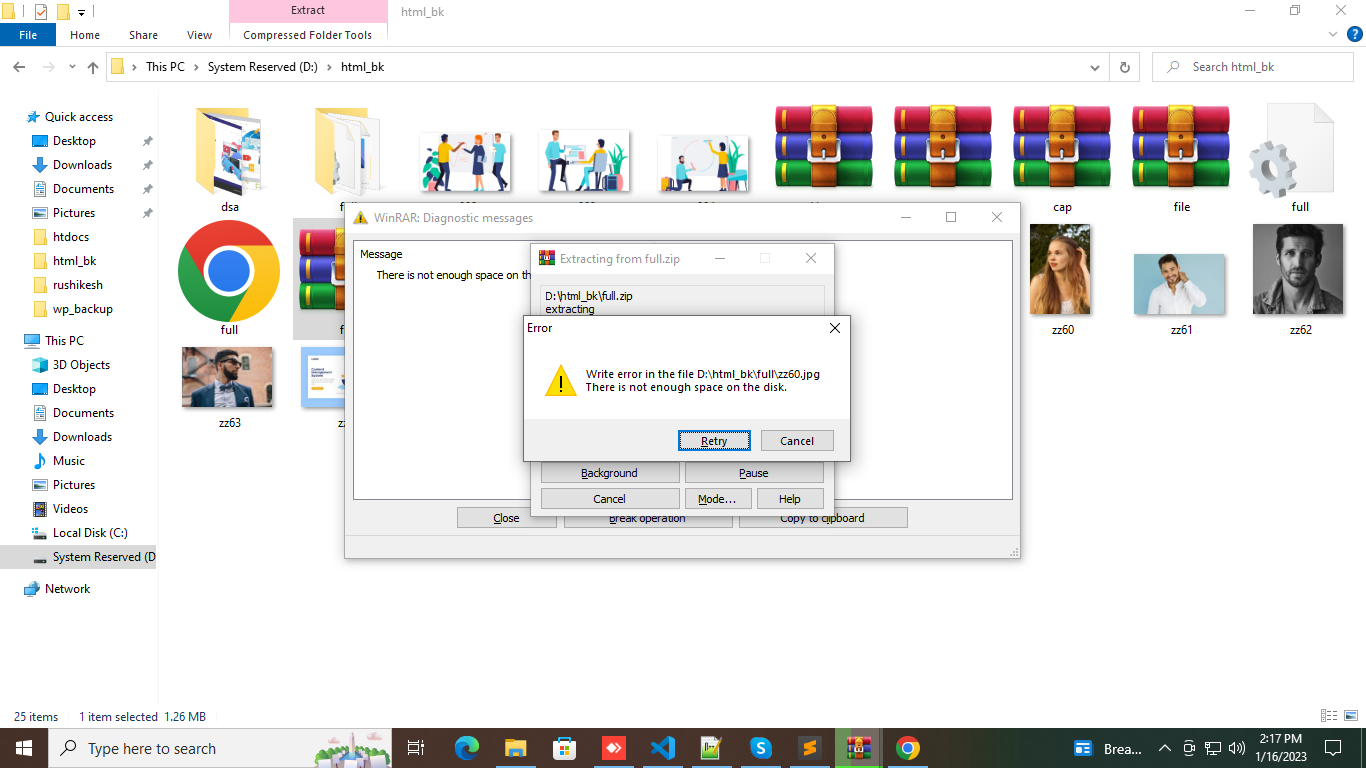 Extract
html_bk
File
Home
Share
View
Compressed Folder Tools
This PC
System Reserved (D:)
html_bk
Search html_bk
Quick access
Desktop
Downloads
Documents
Pictures
htdocs
html_bk
rushikesh
wp_backup
This PC
3D Objects
Desktop
Documents
Downloads
Music
Pictures
Videos
Local Disk (C:)
System Reserved (D
Network
dsa
cap
file
full
full
zz60
zz61
zz62
zz63
WinRAR: Diagnostic messages
Message
There is not enough space on th
Extracting from full.zip
D:\html_bk\full.zip
extracting
Error
Write error in the file D:\html_bk\full\zz60.jpg
There is not enough space on the disk.
Retry
Cancel
Background
Pause
Cancel
Mode...
Help
Close
Break operation
Copy to clipboard
25 items
1 item selected 1.26 MB
Type here to search
Brea...
2:17 PM
1/16/2023